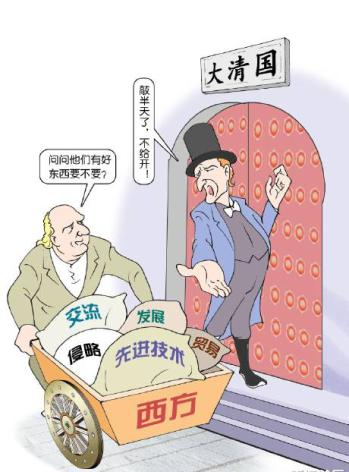 大清国
敲半天了，不给开！
问问他们有好
东西要不要？
交流
发展
侵略
先进技术
贸易
西方